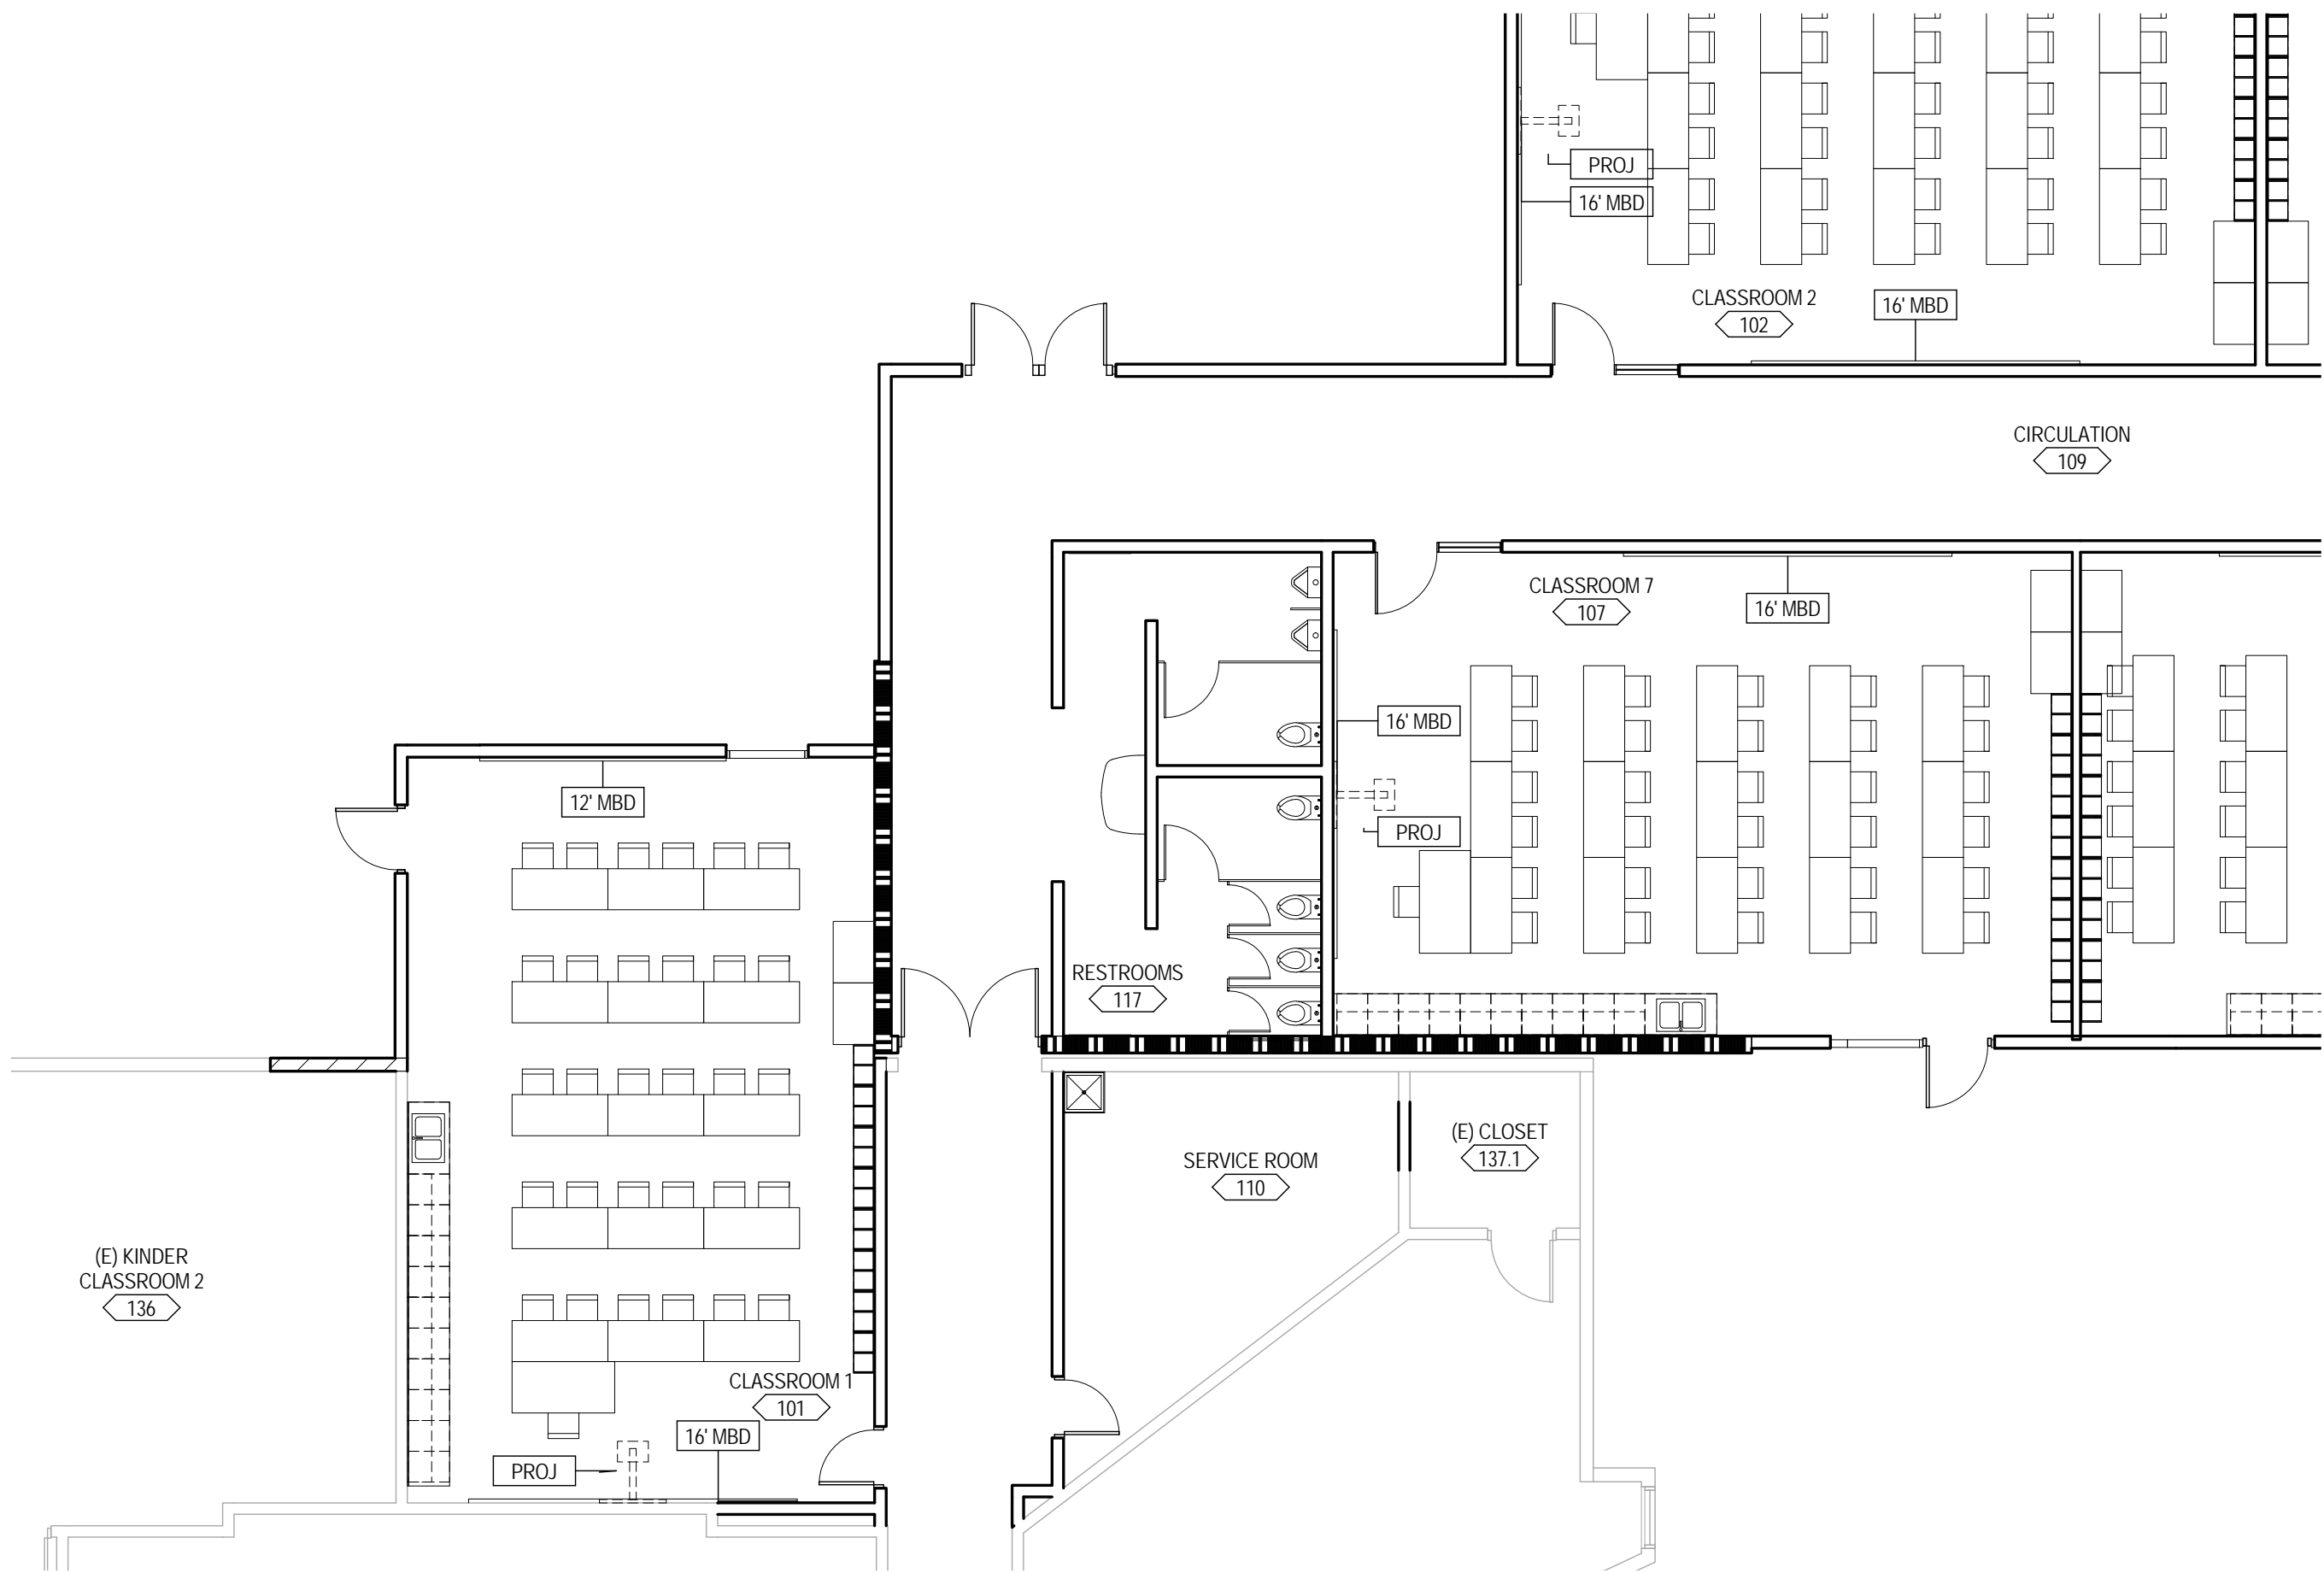 PROJ
16' MBD
CLASSROOM 2
102
16' MBD
CIRCULATION
109
CLASSROOM 7
107
16' MBD
16' MBD
PROJ
12' MBD
RESTROOMS
117
(E) CLOSET
137.1
SERVICE ROOM
110
(E) KINDER
CLASSROOM 2
136
CLASSROOM 1
101
16' MBD
PROJ